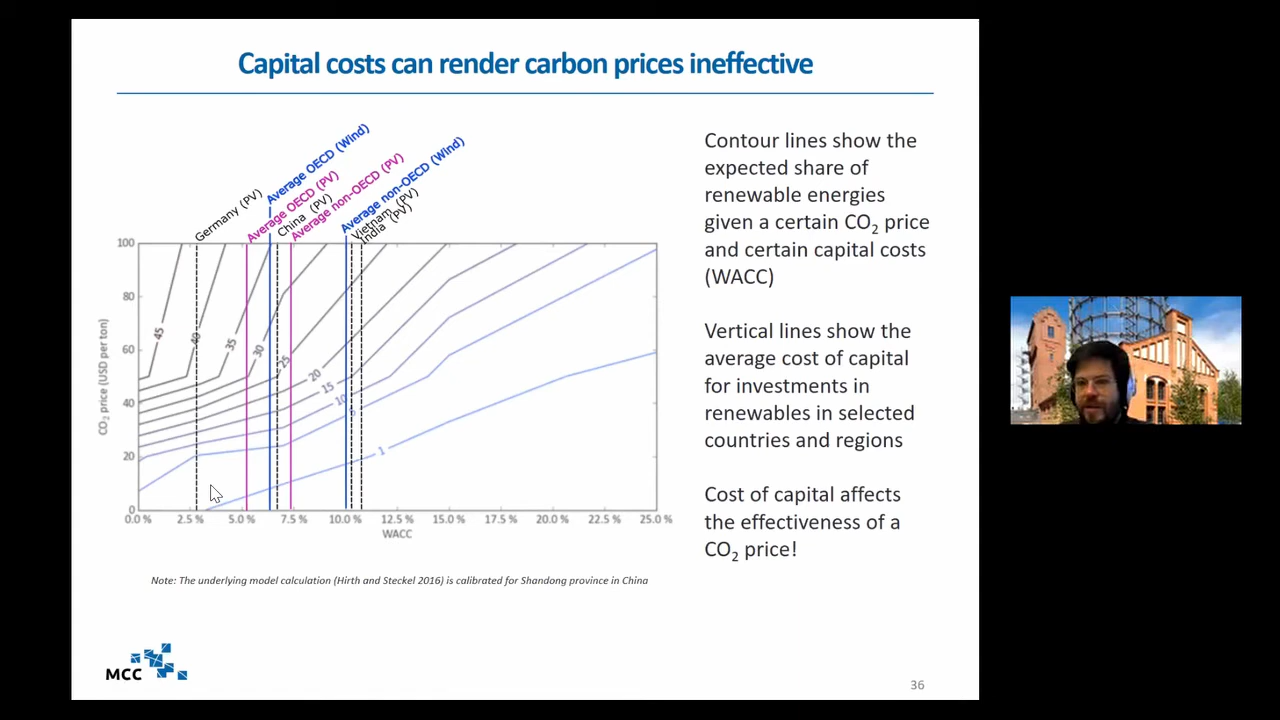 Capital costs can render carbon prices ineffective
Average OECD (Wind)
Average non-OECD (Wind)
Average non-OECD (PV)
Average OECD (PV)
Germany (PV)
China (PV)
Vietnam (PV)
India (PV)
100
80
60
40
20
0
CO₂ price (USD per ton)
45
40
35
30
25
20
15
10
5
1
0.0 % 2.5 % 5.0 % 7.5 % 10.0 % 12.5 % 15.0 % 17.5 % 20.0 % 22.5 % 25.0 %
WACC
Note: The underlying model calculation (Hirth and Steckel 2016) is calibrated for Shandong province in China
Contour lines show the
expected share of
renewable energies
given a certain CO₂ price
and certain capital costs
(WACC)
Vertical lines show the
average cost of capital
for investments in
renewables in selected
countries and regions
Cost of capital affects
the effectiveness of a
CO₂ price!
MCC
36